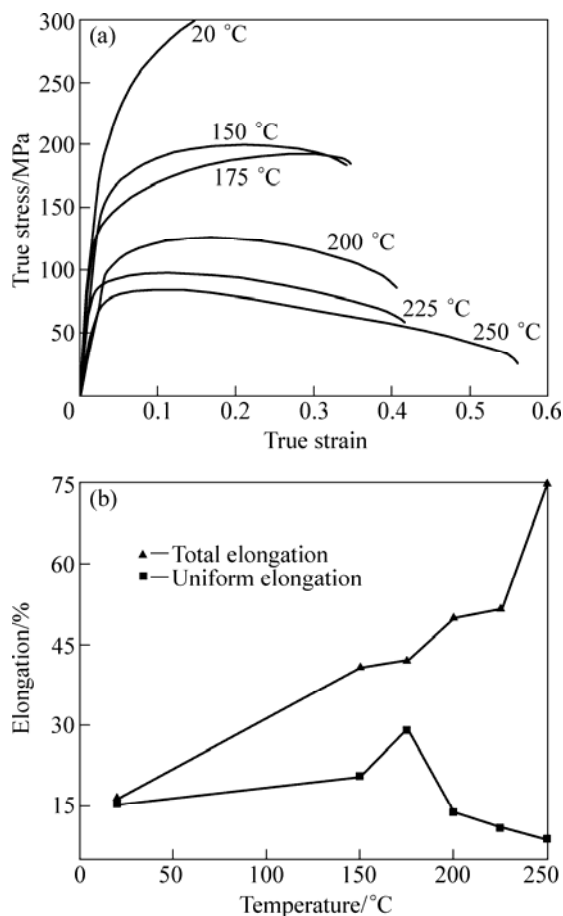 (a)
300
250
200
150
100
50
0
True stress/MPa
20 °C
150 °C
175 °C
200 °C
225 °C
250 °C
0.1 0.2 0.3 0.4 0.5 0.6
True strain
(b)
75
60
45
30
15
Elongation/%
Total elongation
Uniform elongation
0 50 100 150 200 250
Temperature/°C